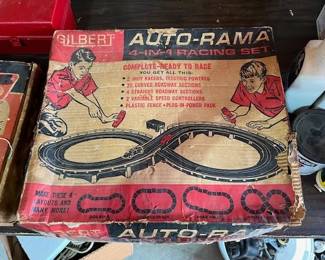 GILBERT AUTO-RAMA
4-IN-1 RACING SET
COMPLETE-READY TO RACE
YOU GET ALL THIS:
• 2 INDY RACERS, ELECTRIC POWERED
• 20 CURVED ROADWAY SECTIONS
• 4 STRAIGHT ROADWAY SECTIONS
• 2 VARIABLE SPEED CONTROLLERS
PLASTIC FENCE • PLUG-IN POWER PACK
MAKE THESE 4
LAYOUTS AND
MANY MORE!
AUTO-RAMA